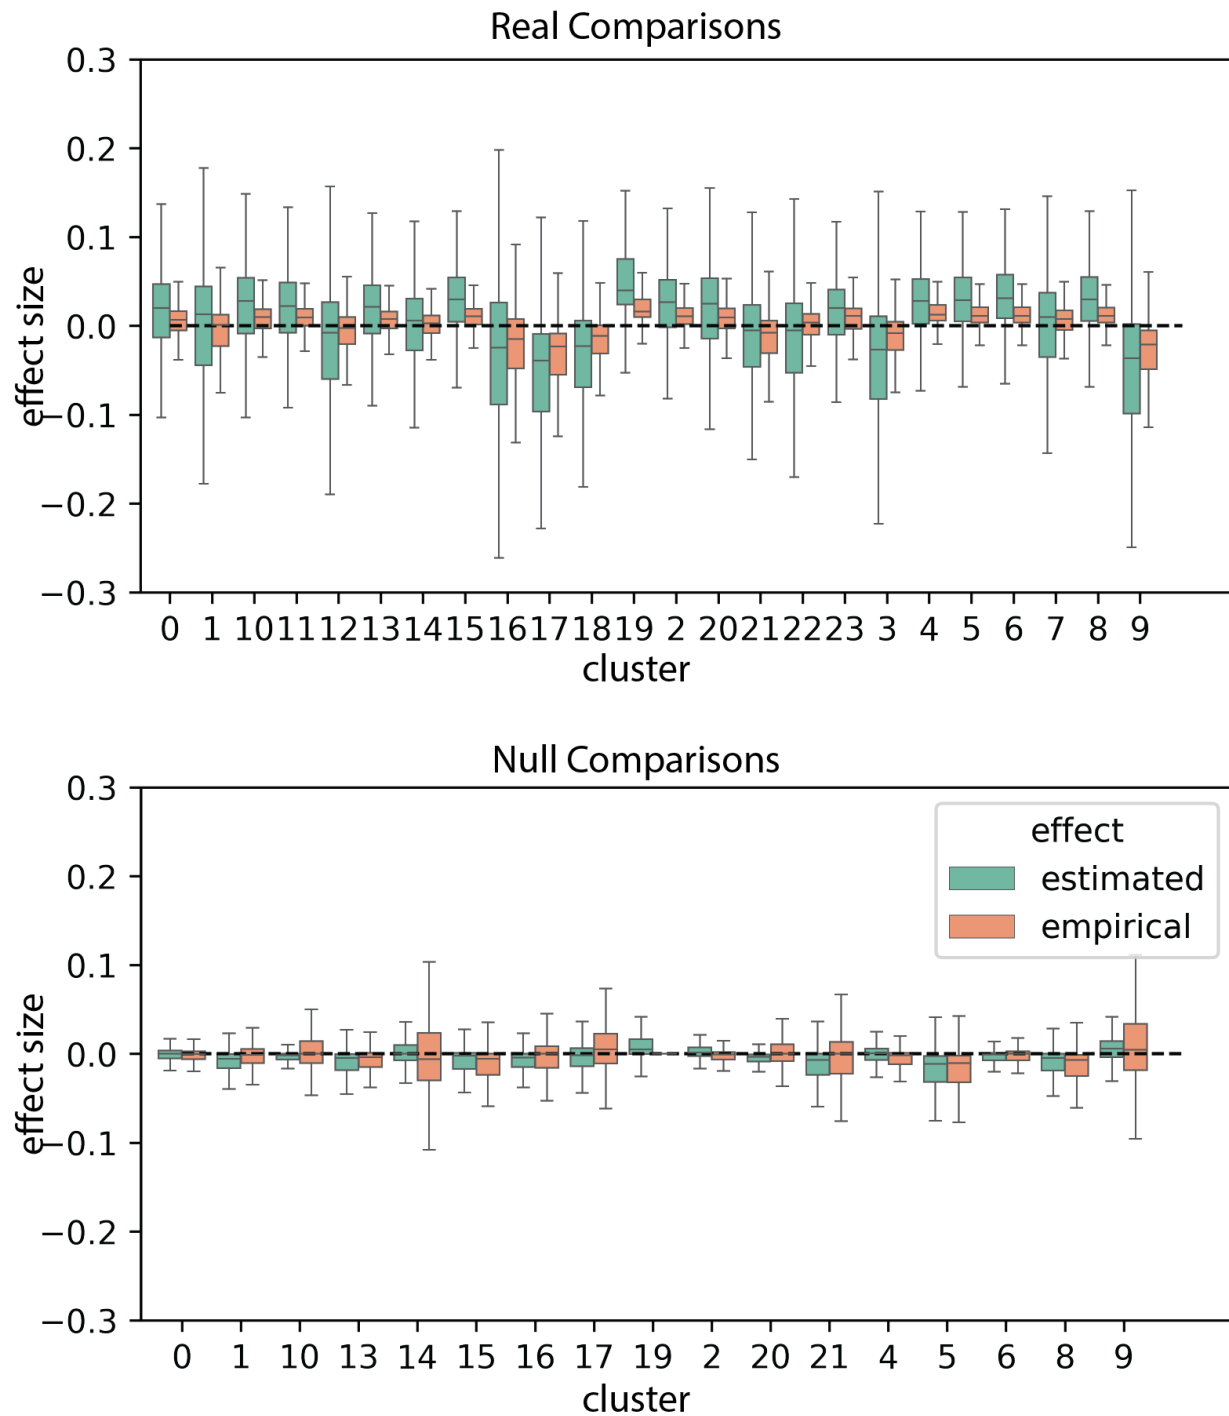 Real Comparisons
0.3
0.2
0.1
0.0
−0.1
−0.2
−0.3
effect size
0 1 10 11 12 13 14 15 16 17 18 19 2 20 21 22 23 3 4 5 6 7 8 9
cluster
Null Comparisons
0.3
0.2
0.1
0.0
−0.1
−0.2
−0.3
effect size
effect
estimated
empirical
0 1 10 13 14 15 16 17 19 2 20 21 4 5 6 8 9
cluster